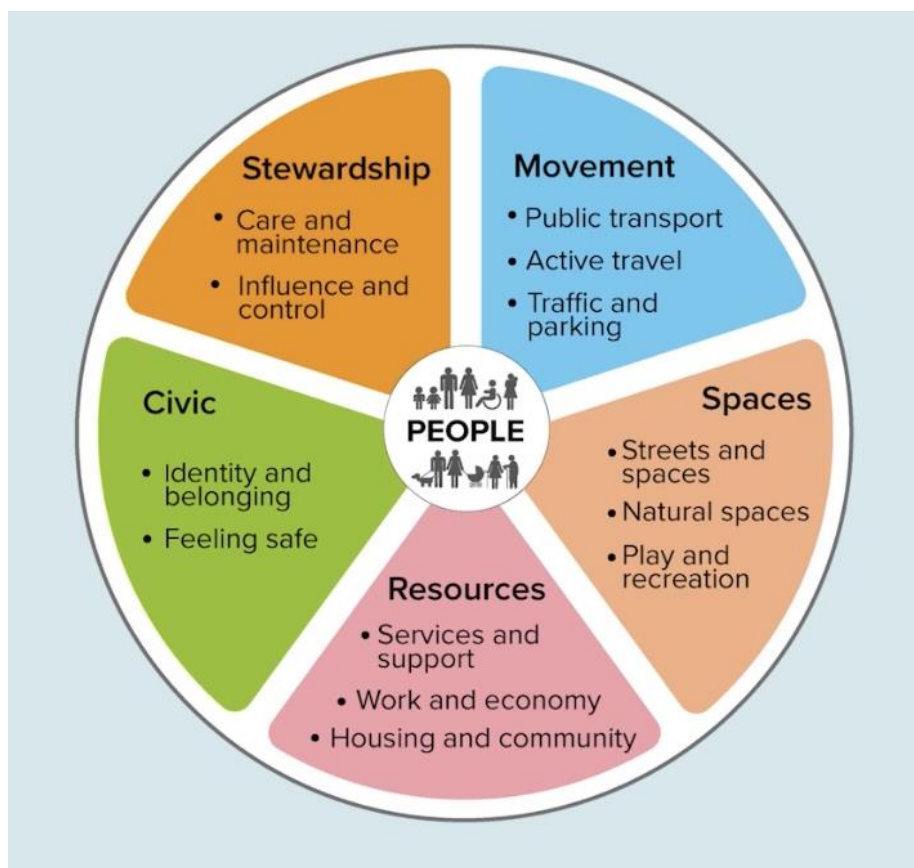 Stewardship
• Care and
maintenance
• Influence and
control
Movement
• Public transport
• Active travel
• Traffic and
parking
Spaces
• Streets and
spaces
• Natural spaces
• Play and
recreation
Resources
• Services and
support
• Work and economy
• Housing and community
Civic
• Identity and
belonging
• Feeling safe
PEOPLE